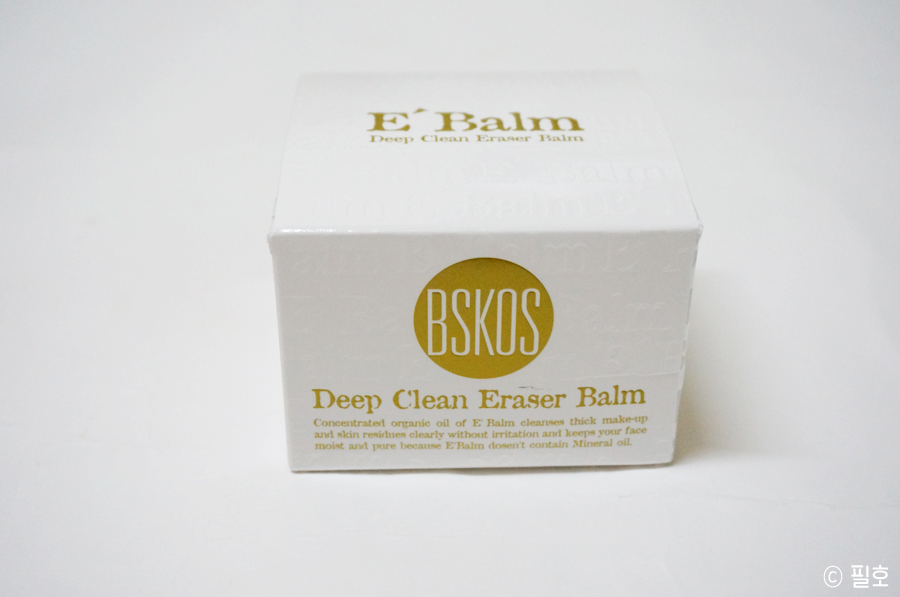 E´Balm
Deep Clean Eraser Balm
BSKOS
Deep Clean Eraser Balm
Concentrated organic oil of E´Balm cleanses thick make-up
and skin residues clearly without irritation and keeps your face
moist and pure because E´Balm dosen't contain Mineral oil.
© 필호